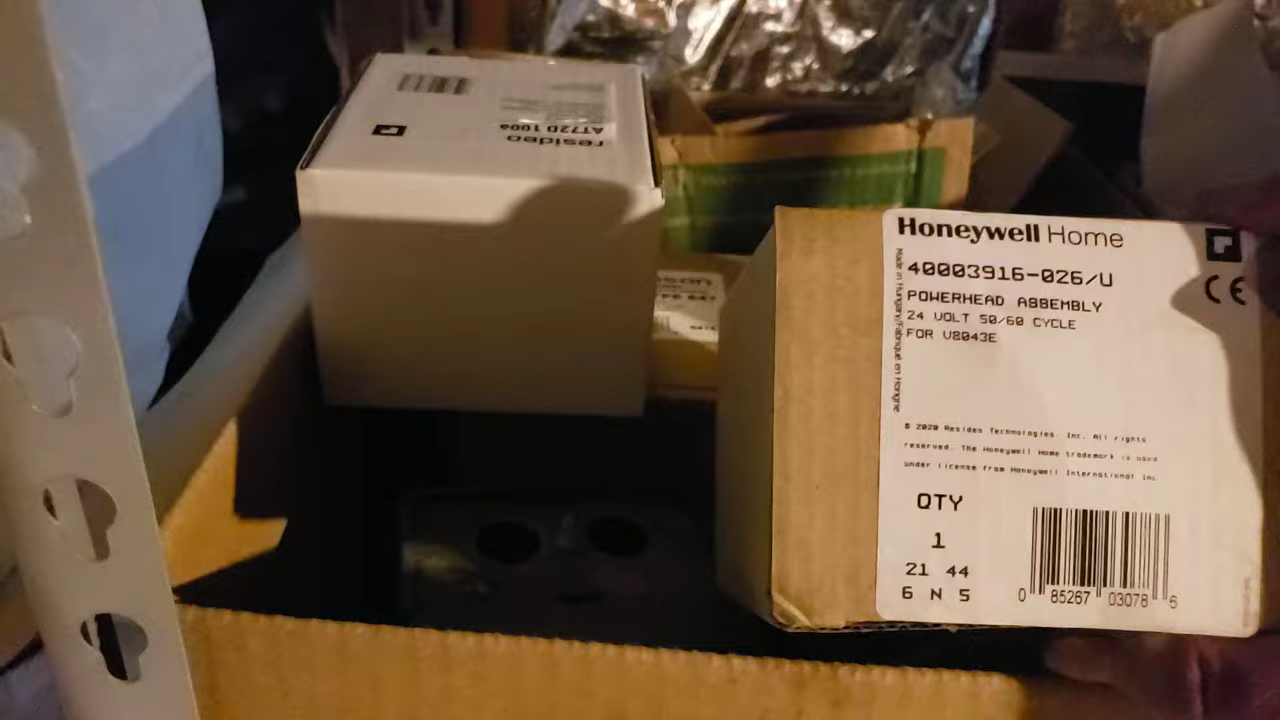 resideo
AT72D 1006
Honeywell Home
40003916-026/U
POWERHEAD ASSEMBLY
24 VOLT 50/60 CYCLE
FOR V8043E
Made in Hungary/Fabriqué en Hongrie
CE
© 2020 Resideo Technologies, Inc. All rights
reserved. The Honeywell Home trademark is used
under license from Honeywell International Inc.
QTY
1
21 44
6 N 5
0 85267 03078 6